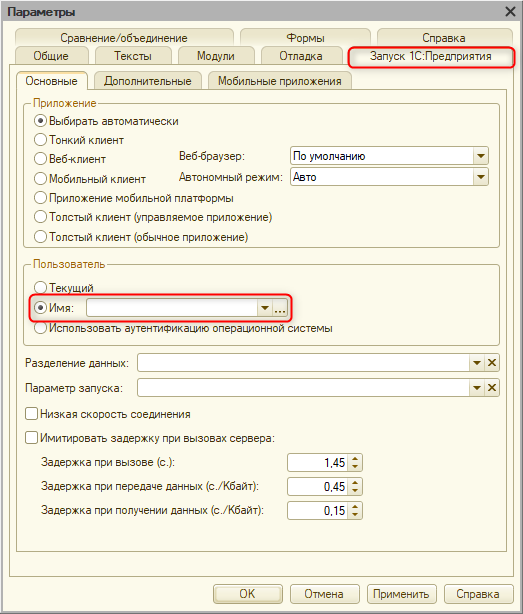 Параметры
Сравнение/объединение Формы Справка
Общие Тексты Модули Отладка Запуск 1С:Предприятия
Основные Дополнительные Мобильные приложения
Приложение
Выбирать автоматически
Тонкий клиент
Веб-клиент Веб-браузер: По умолчанию
Мобильный клиент Автономный режим: Авто
Приложение мобильной платформы
Толстый клиент (управляемое приложение)
Толстый клиент (обычное приложение)
Пользователь
Текущий
Имя: ...
Использовать аутентификацию операционной системы
Разделение данных:
Параметр запуска:
Низкая скорость соединения
Имитировать задержку при вызовах сервера:
Задержка при вызове (с.): 1,45
Задержка при передаче данных (с./Кбайт): 0,45
Задержка при получении данных (с./Кбайт): 0,15
OK Отмена Применить Справка